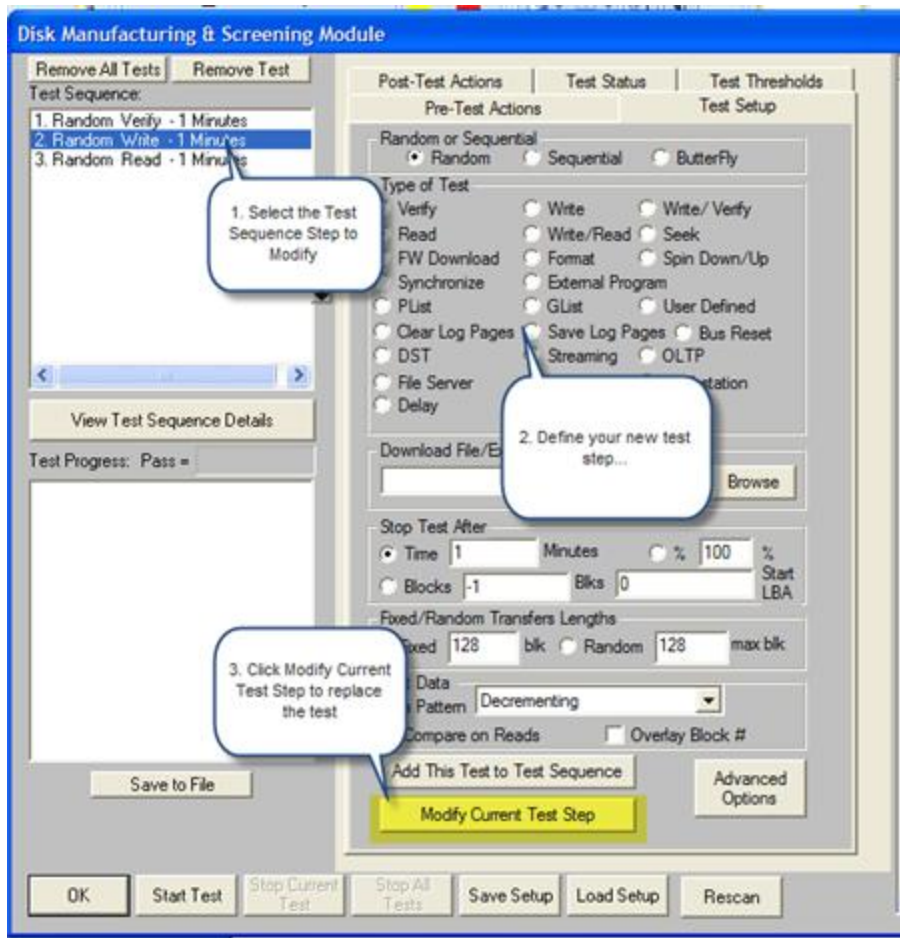 Disk Manufacturing & Screening Module
Remove All Tests Remove Test
Test Sequence:
1. Random Verify - 1 Minutes
2. Random Write - 1 Minutes
3. Random Read - 1 Minutes
1. Select the Test
Sequence Step to
Modify
View Test Sequence Details
Test Progress: Pass =
Save to File
Post-Test Actions Test Status Test Thresholds
Pre-Test Actions Test Setup
Random or Sequential
Random Sequential ButterFly
Type of Test
Verify Write Write/Verify
Read Write/Read Seek
FW Download Format Spin Down/Up
Synchronize External Program
PList GList User Defined
Clear Log Pages Save Log Pages Bus Reset
DST Streaming OLTP
File Server
Delay
2. Define your new test
step...
Download File/E
Browse
Stop Test After
Time 1 Minutes % 100 %
Blocks -1 Blks 0 Start
LBA
Fixed/Random Transfers Lengths
128 blk Random 128 max blk
3. Click Modify Current
Test Step to replace
the test
Data
Pattern Decrementing
Compare on Reads Overlay Block #
Add This Test to Test Sequence
Modify Current Test Step
Advanced
Options
OK Start Test Stop Current
Test Stop All
Tests Save Setup Load Setup Rescan